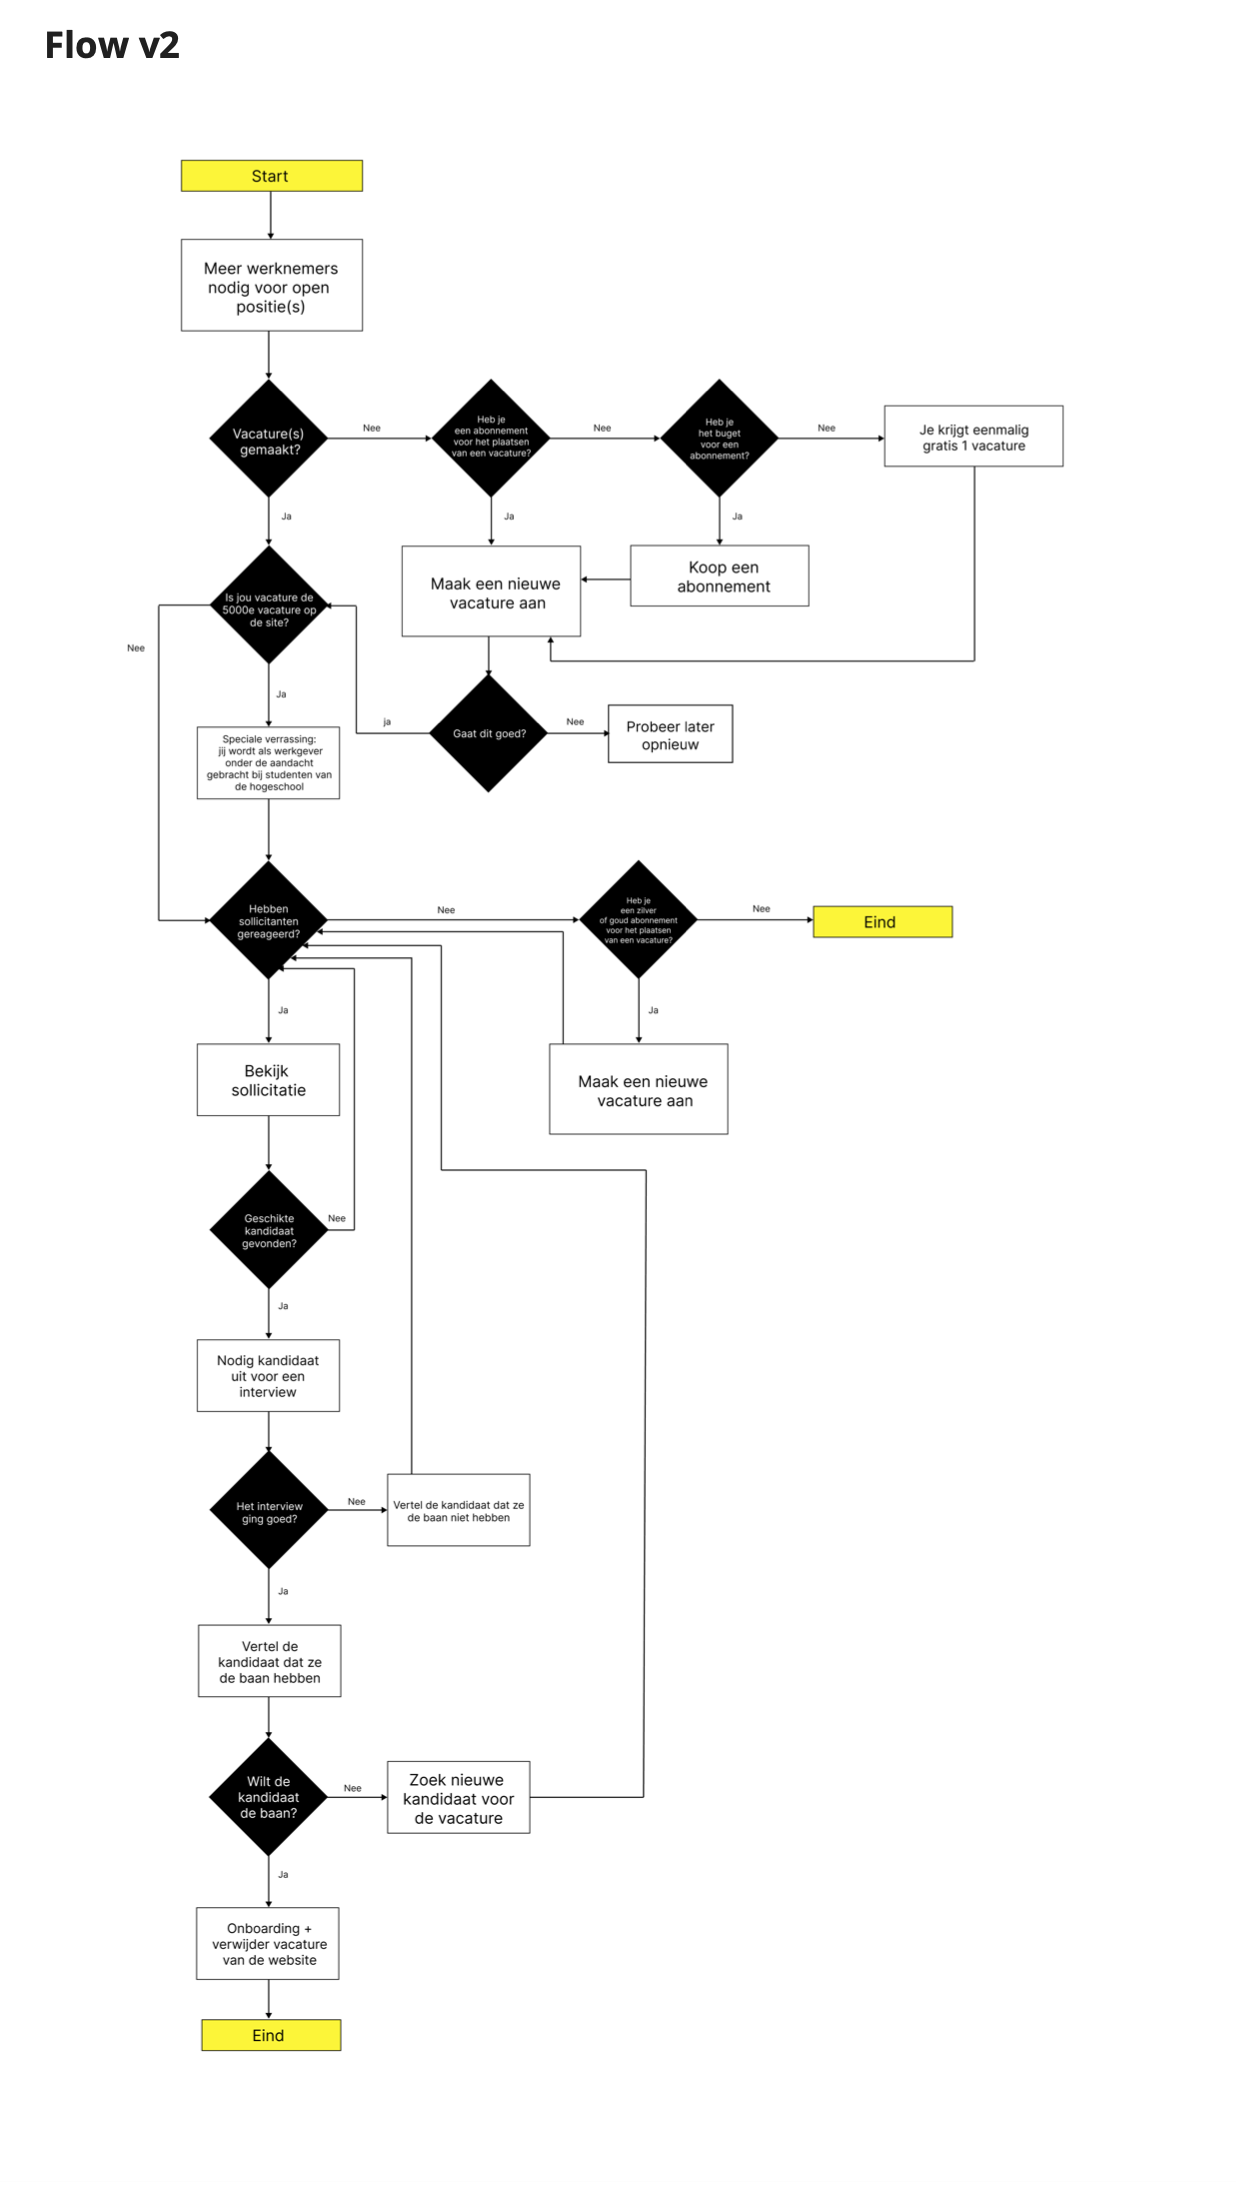 Flow v2
Start
Meer werknemers
nodig voor open
positie(s)
Vacature(s)
gemaakt?
Nee
Heb je
een abonnement
voor het plaatsen
van een vacature?
Nee
Heb je
het buget
voor een
abonnement?
Nee
Je krijgt eenmalig
gratis 1 vacature
Ja
Ja
Ja
Maak een nieuwe
vacature aan
Koop een
abonnement
Is jou vacature de
5000e vacature op
de site?
Nee
Ja
ja
Gaat dit goed?
Nee
Probeer later
opnieuw
Speciale verrassing:
jij wordt als werkgever
onder de aandacht
gebracht bij studenten van
de hogeschool
Hebben
sollicitanten
gereageerd?
Nee
Heb je
een zilver
of goud abonnement
voor het plaatsen
van een vacature?
Nee
Eind
Ja
Ja
Bekijk
sollicitatie
Maak een nieuwe
vacature aan
Geschikte
kandidaat
gevonden?
Nee
Ja
Nodig kandidaat
uit voor een
interview
Het interview
ging goed?
Nee
Vertel de kandidaat dat ze
de baan niet hebben
Ja
Vertel de
kandidaat dat ze
de baan hebben
Wilt de
kandidaat
de baan?
Nee
Zoek nieuwe
kandidaat voor
de vacature
Ja
Onboarding +
verwijder vacature
van de website
Eind